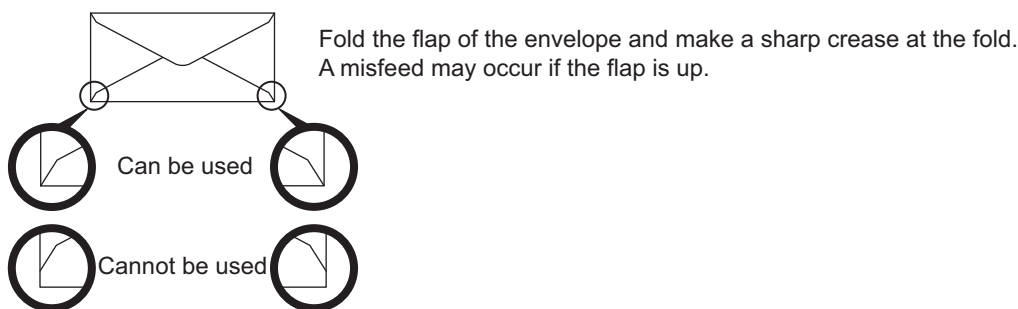 Fold the flap of the envelope and make a sharp crease at the fold.
A misfeed may occur if the flap is up.
Can be used
Cannot be used